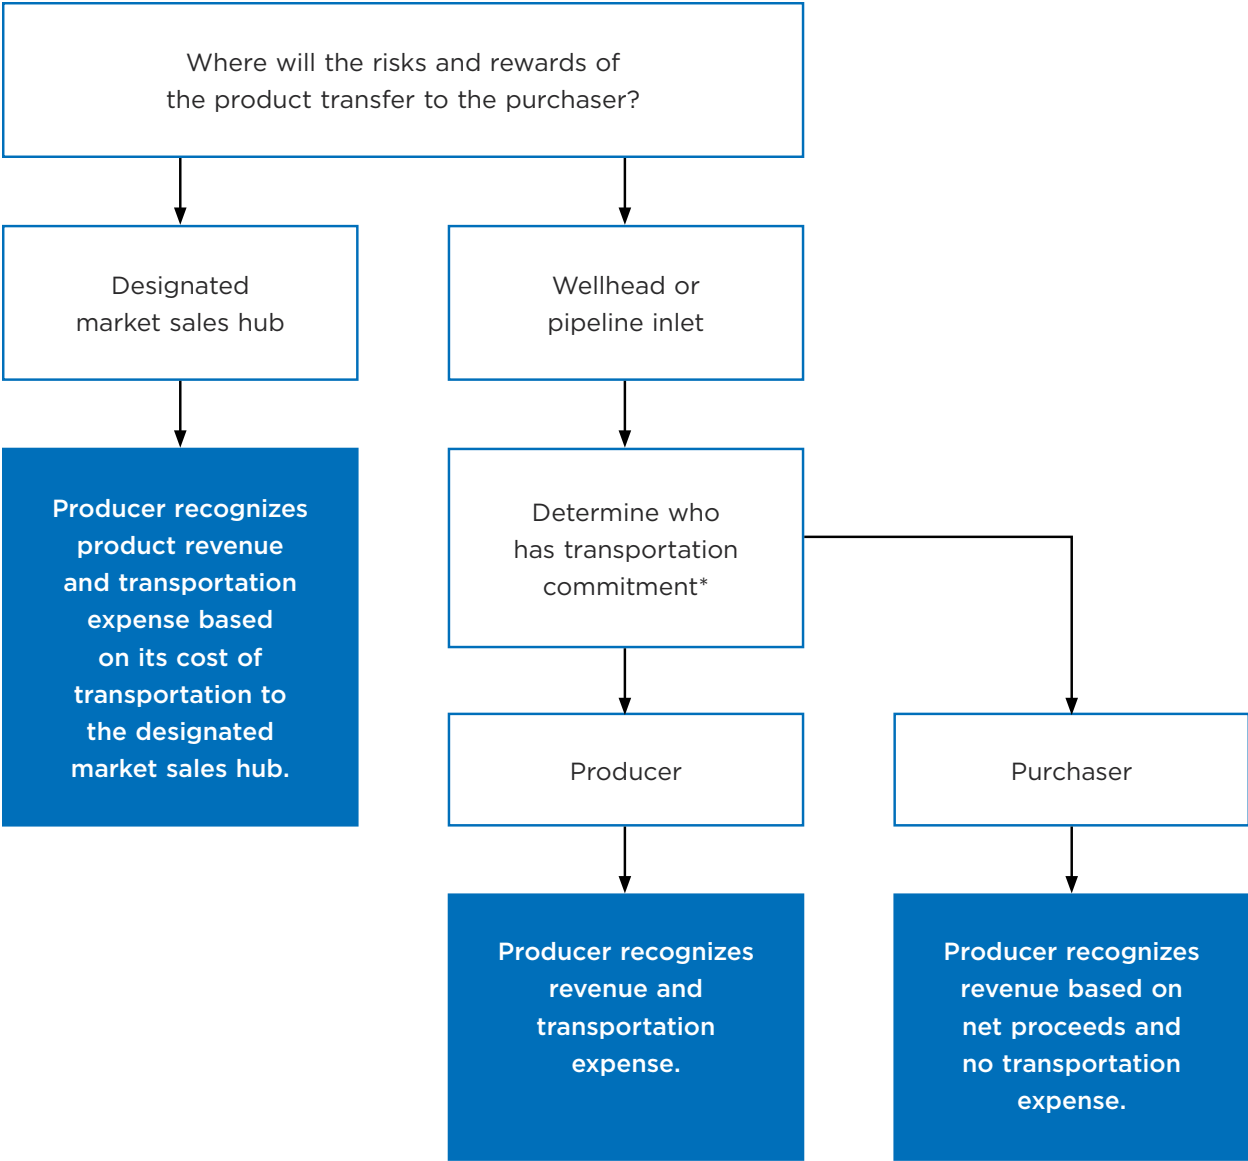 Where will the risks and rewards of
the product transfer to the purchaser?
Designated
market sales hub
Wellhead or
pipeline inlet
Producer recognizes
product revenue
and transportation
expense based
on its cost of
transportation to
the designated
market sales hub.
Determine who
has transportation
commitment*
Producer
Purchaser
Producer recognizes
revenue and
transportation
expense.
Producer recognizes
revenue based on
net proceeds and
no transportation
expense.